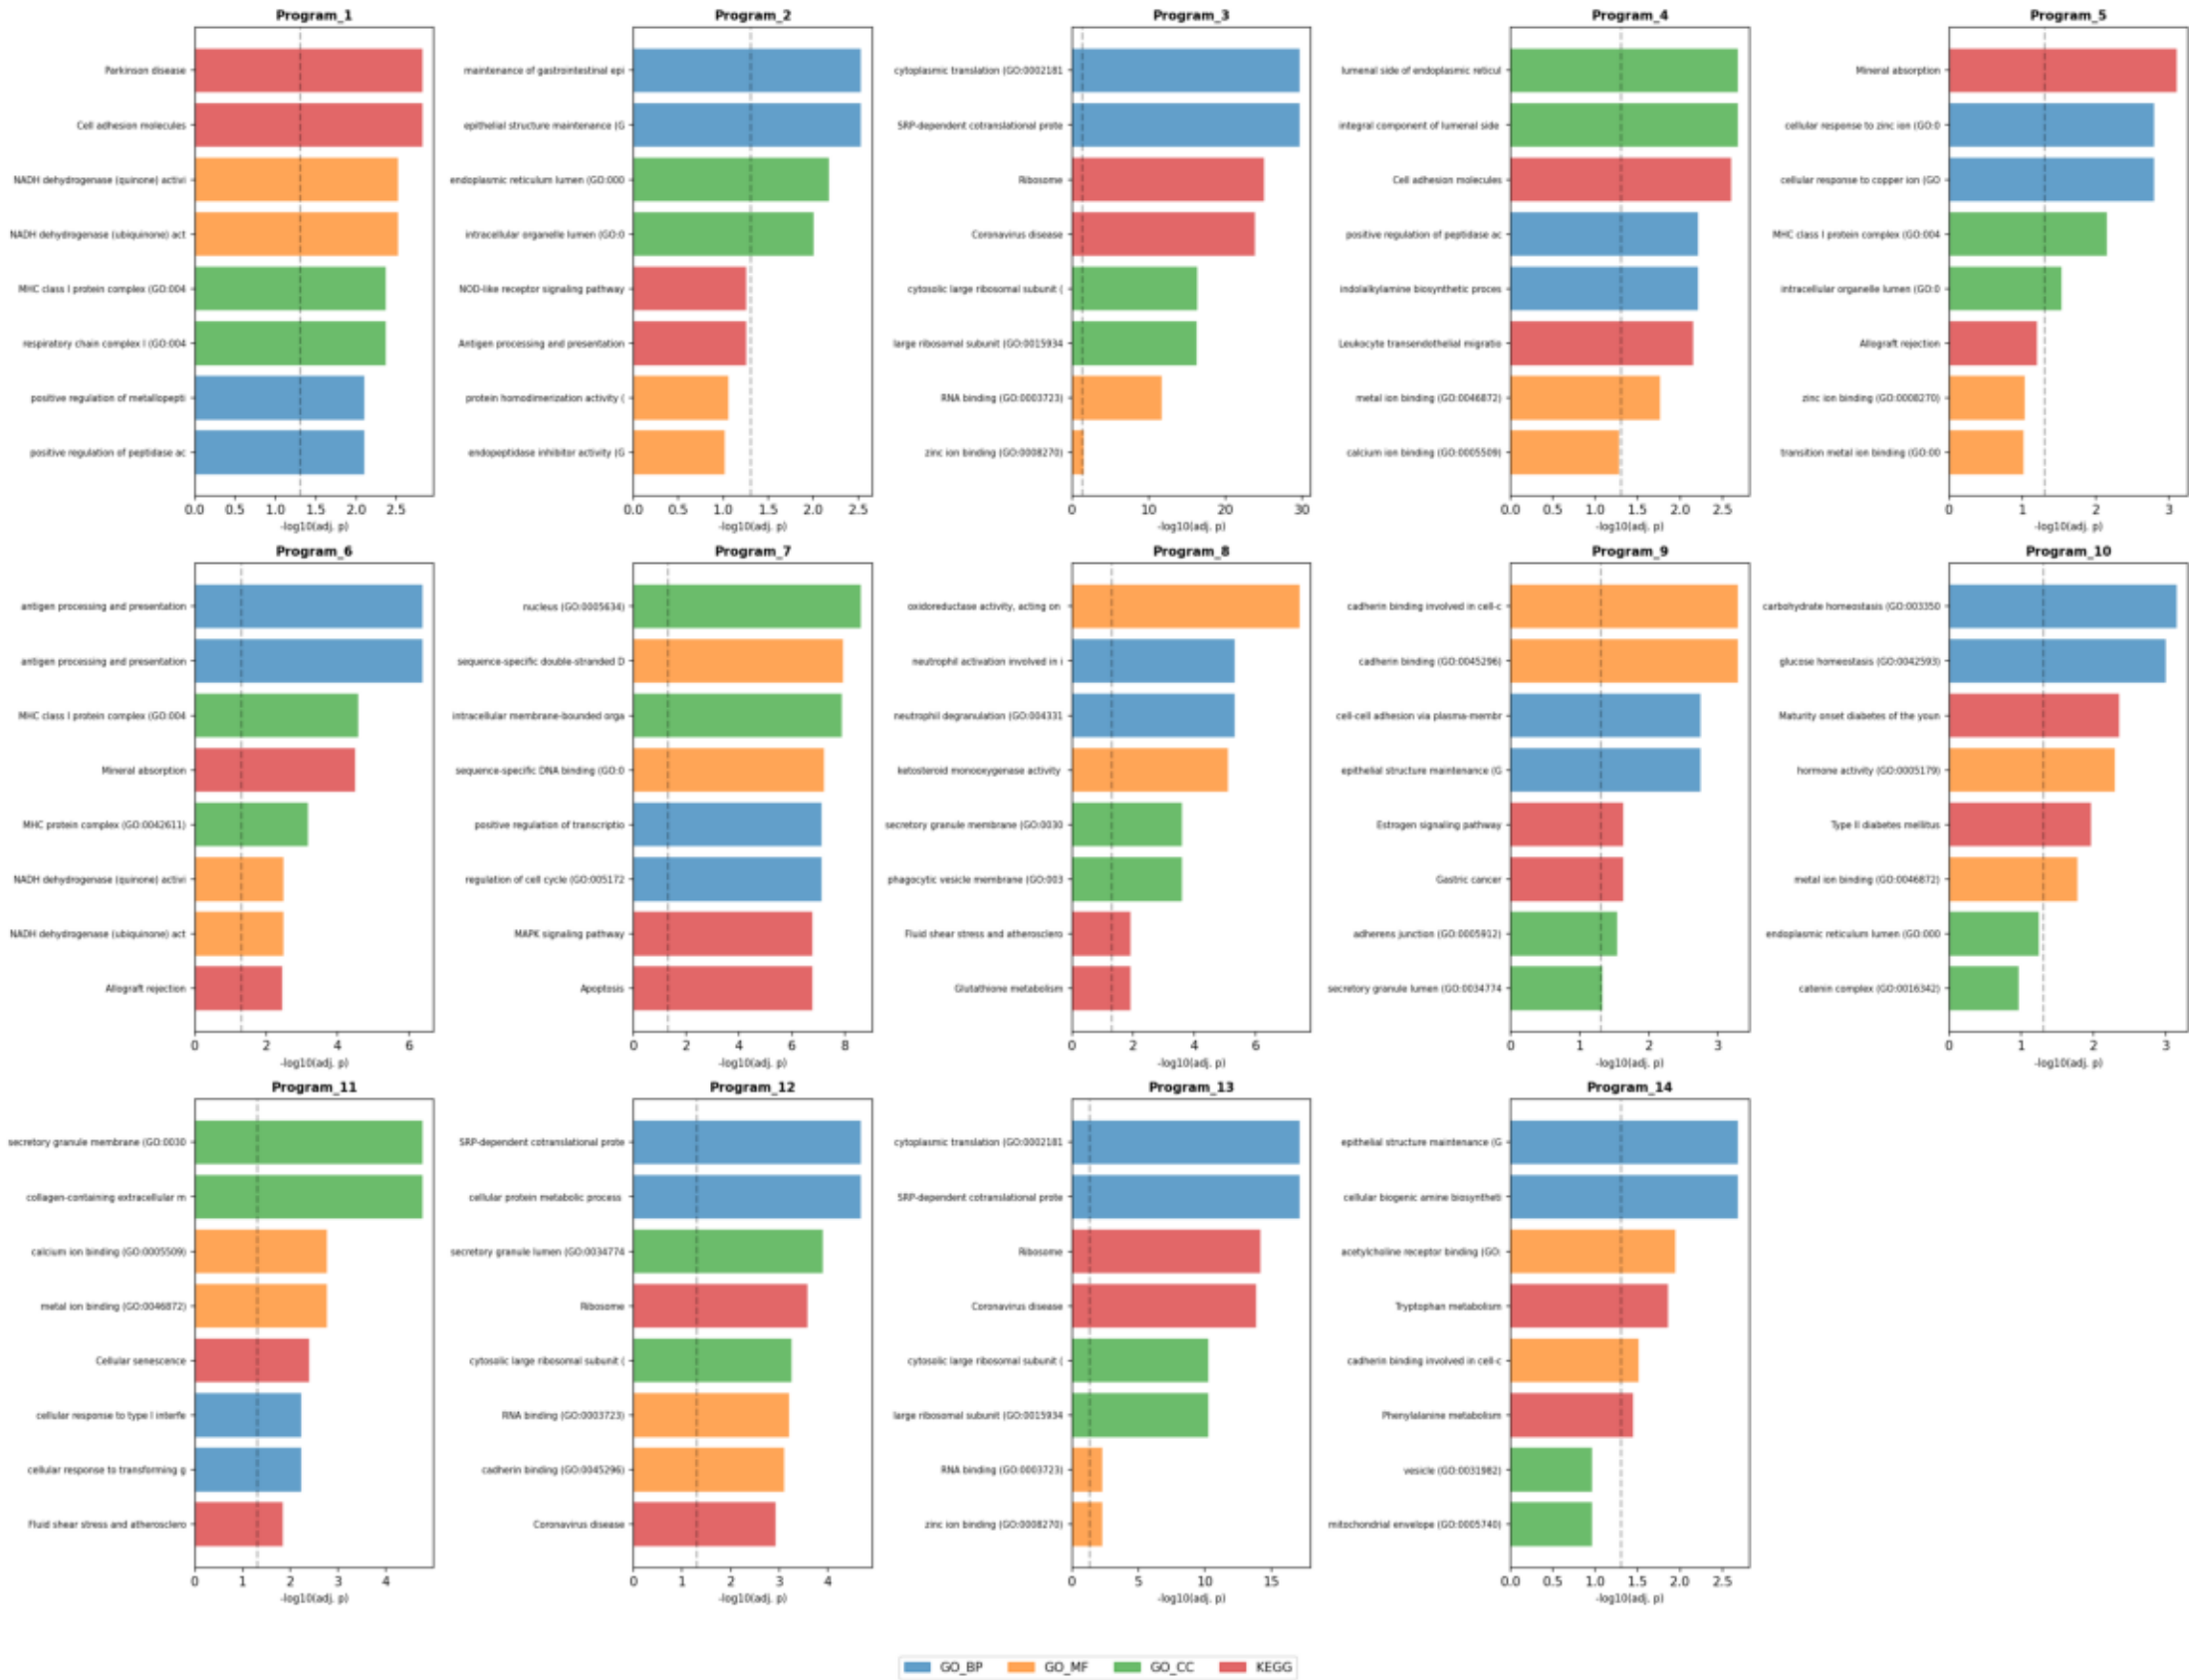 Program_1
Parkinson disease
Cell adhesion molecules
NADH dehydrogenase (quinone) activi
NADH dehydrogenase (ubiquinone) act
MHC class I protein complex (GO:004
respiratory chain complex I (GO:004
positive regulation of metallopepti
positive regulation of peptidase ac
0.0 0.5 1.0 1.5 2.0 2.5
-log10(adj. p)
Program_2
maintenance of gastrointestinal epi
epithelial structure maintenance (G
endoplasmic reticulum lumen (GO:000
intracellular organelle lumen (GO:0
NOD-like receptor signaling pathway
Antigen processing and presentation
protein homodimerization activity (
endopeptidase inhibitor activity (G
0.0 0.5 1.0 1.5 2.0 2.5
-log10(adj. p)
Program_3
cytoplasmic translation (GO:0002181
SRP-dependent cotranslational prote
Ribosome
Coronavirus disease
cytosolic large ribosomal subunit (
large ribosomal subunit (GO:0015934
RNA binding (GO:0003723)
zinc ion binding (GO:0008270)
0 10 20 30
-log10(adj. p)
Program_4
lumenal side of endoplasmic reticul
integral component of lumenal side
Cell adhesion molecules
positive regulation of peptidase ac
indolalkylamine biosynthetic proces
Leukocyte transendothelial migratio
metal ion binding (GO:0046872)
calcium ion binding (GO:0005509)
0.0 0.5 1.0 1.5 2.0 2.5
-log10(adj. p)
Program_5
Mineral absorption
cellular response to zinc ion (GO:0
cellular response to copper ion (GO
MHC class I protein complex (GO:004
intracellular organelle lumen (GO:0
Allograft rejection
zinc ion binding (GO:0008270)
transition metal ion binding (GO:00
0 1 2 3
-log10(adj. p)
Program_6
antigen processing and presentation
antigen processing and presentation
MHC class I protein complex (GO:004
Mineral absorption
MHC protein complex (GO:0042611)
NADH dehydrogenase (quinone) activi
NADH dehydrogenase (ubiquinone) act
Allograft rejection
0 2 4 6
-log10(adj. p)
Program_7
nucleus (GO:0005634)
sequence-specific double-stranded D
intracellular membrane-bounded orga
sequence-specific DNA binding (GO:0
positive regulation of transcriptio
regulation of cell cycle (GO:005172
MAPK signaling pathway
Apoptosis
0 2 4 6 8
-log10(adj. p)
Program_8
oxidoreductase activity, acting on
neutrophil activation involved in i
neutrophil degranulation (GO:004331
ketosteroid monooxygenase activity
secretory granule membrane (GO:0030
phagocytic vesicle membrane (GO:003
Fluid shear stress and atherosclero
Glutathione metabolism
0 2 4 6
-log10(adj. p)
Program_9
cadherin binding involved in cell-c
cadherin binding (GO:0045296)
cell-cell adhesion via plasma-membr
epithelial structure maintenance (G
Estrogen signaling pathway
Gastric cancer
adherens junction (GO:0005912)
secretory granule lumen (GO:0034774
0 1 2 3
-log10(adj. p)
Program_10
carbohydrate homeostasis (GO:003350
glucose homeostasis (GO:0042593)
Maturity onset diabetes of the youn
hormone activity (GO:0005179)
Type II diabetes mellitus
metal ion binding (GO:0046872)
endoplasmic reticulum lumen (GO:000
catenin complex (GO:0016342)
0 1 2 3
-log10(adj. p)
Program_11
secretory granule membrane (GO:0030
collagen-containing extracellular m
calcium ion binding (GO:0005509)
metal ion binding (GO:0046872)
Cellular senescence
cellular response to type I interfe
cellular response to transforming g
Fluid shear stress and atherosclero
0 1 2 3 4
-log10(adj. p)
Program_12
SRP-dependent cotranslational prote
cellular protein metabolic process
secretory granule lumen (GO:0034774
Ribosome
cytosolic large ribosomal subunit (
RNA binding (GO:0003723)
cadherin binding (GO:0045296)
Coronavirus disease
0 1 2 3 4
-log10(adj. p)
Program_13
cytoplasmic translation (GO:0002181
SRP-dependent cotranslational prote
Ribosome
Coronavirus disease
cytosolic large ribosomal subunit (
large ribosomal subunit (GO:0015934
RNA binding (GO:0003723)
zinc ion binding (GO:0008270)
0 5 10 15
-log10(adj. p)
Program_14
epithelial structure maintenance (G
cellular biogenic amine biosyntheti
acetylcholine receptor binding (GO:
Tryptophan metabolism
cadherin binding involved in cell-c
Phenylalanine metabolism
vesicle (GO:0031982)
mitochondrial envelope (GO:0005740)
0.0 0.5 1.0 1.5 2.0 2.5
-log10(adj. p)
GO_BP GO_MF GO_CC KEGG